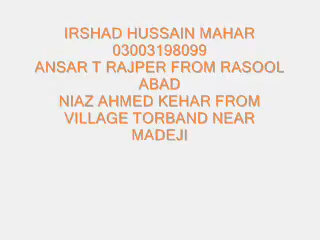 IRSHAD HUSSAIN MAHAR
03003198099
ANSAR T RAJPER FROM RASOOL
ABAD
NIAZ AHMED KEHAR FROM
VILLAGE TORBAND NEAR
MADEJI